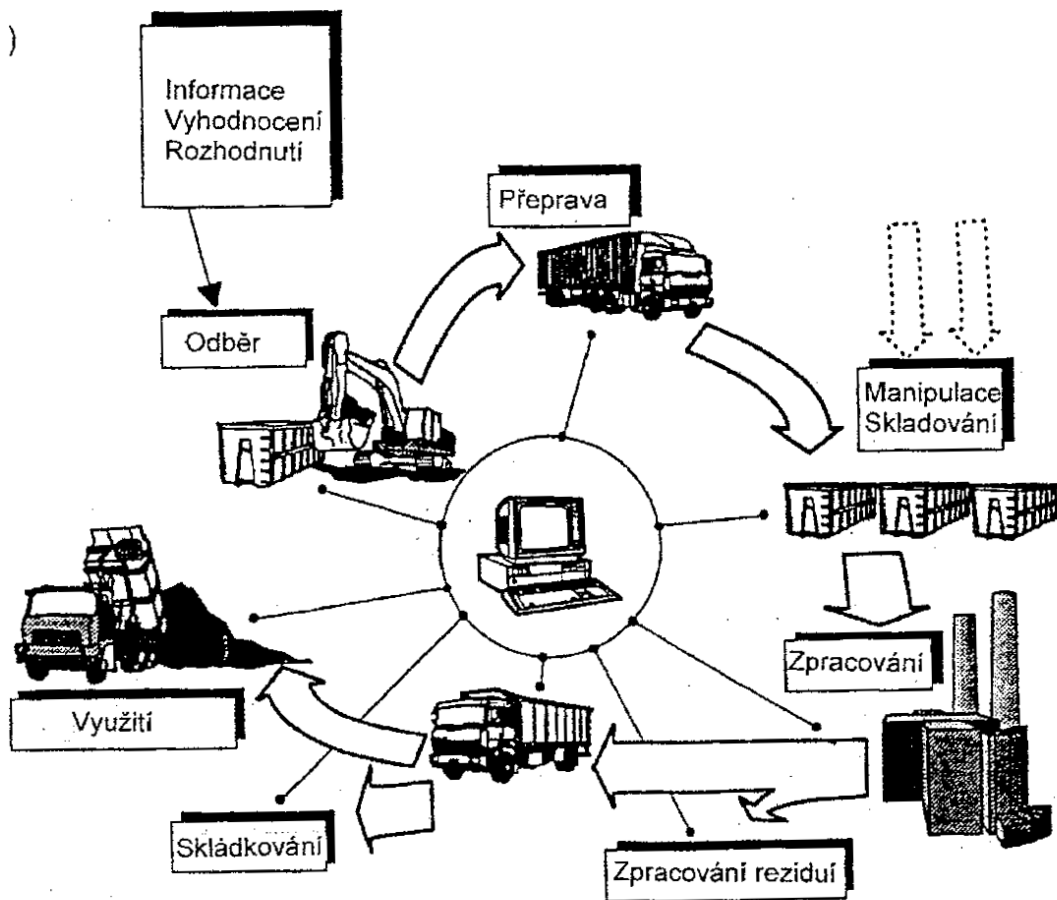 )
Informace
Vyhodnocení
Rozhodnutí
Přeprava
Odběr
Manipulace
Skladování
Zpracování
Využití
Skládkování
Zpracování reziduí